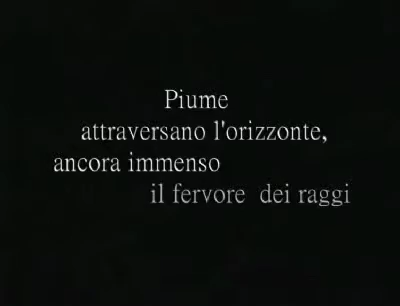 Piume
attraversano l'orizzonte,
ancora immenso
il fervore dei raggi